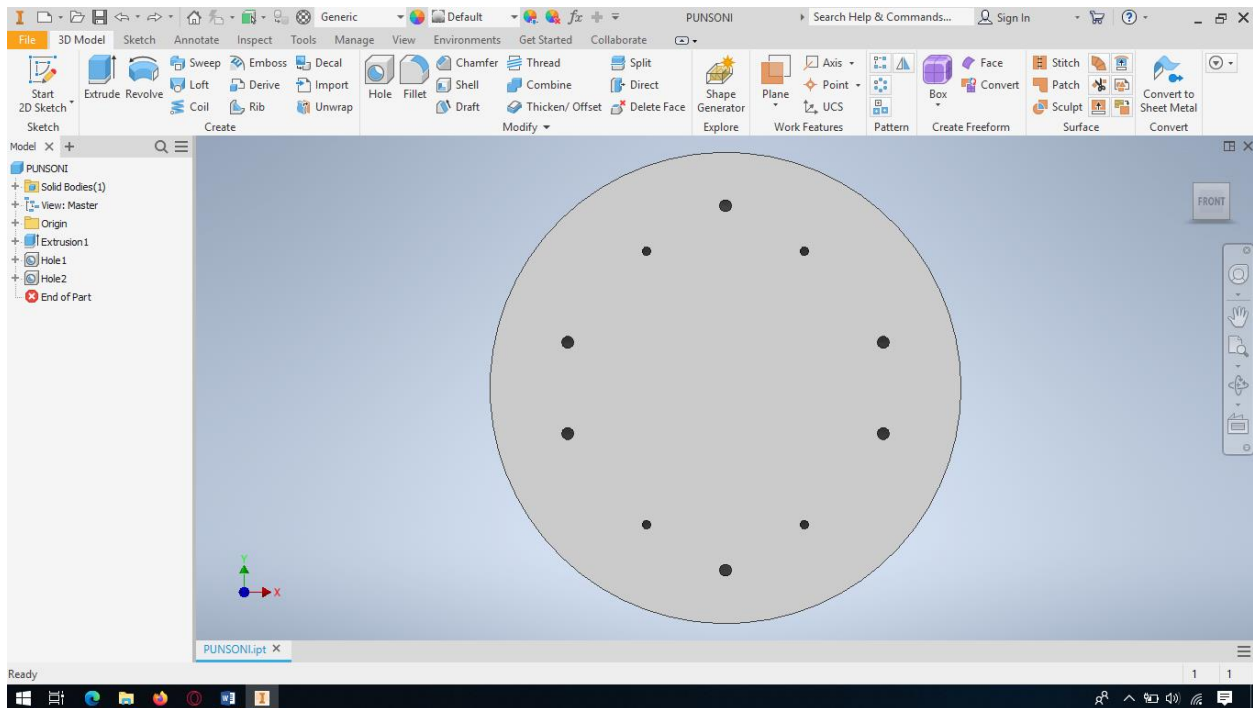 Generic Default fx PUNSONI Search Help & Commands... Sign In
File 3D Model Sketch Annotate Inspect Tools Manage View Environments Get Started Collaborate
Start 2D Sketch
Extrude
Revolve
Sweep
Loft
Coil
Emboss
Derive
Rib
Decal
Import
Unwrap
Hole
Fillet
Chamfer
Shell
Draft
Thread
Combine
Thicken/ Offset
Split
Direct
Delete Face
Shape Generator
Plane
Axis
Point
UCS
Box
Face
Convert
Stitch
Patch
Sculpt
Convert to Sheet Metal
Sketch Create Modify Explore Work Features Pattern Create Freeform Surface Convert
Model
PUNSONI
Solid Bodies(1)
View: Master
Origin
Extrusion1
Hole1
Hole2
End of Part
FRONT
Y
X
PUNSONI.ipt
Ready 1 1